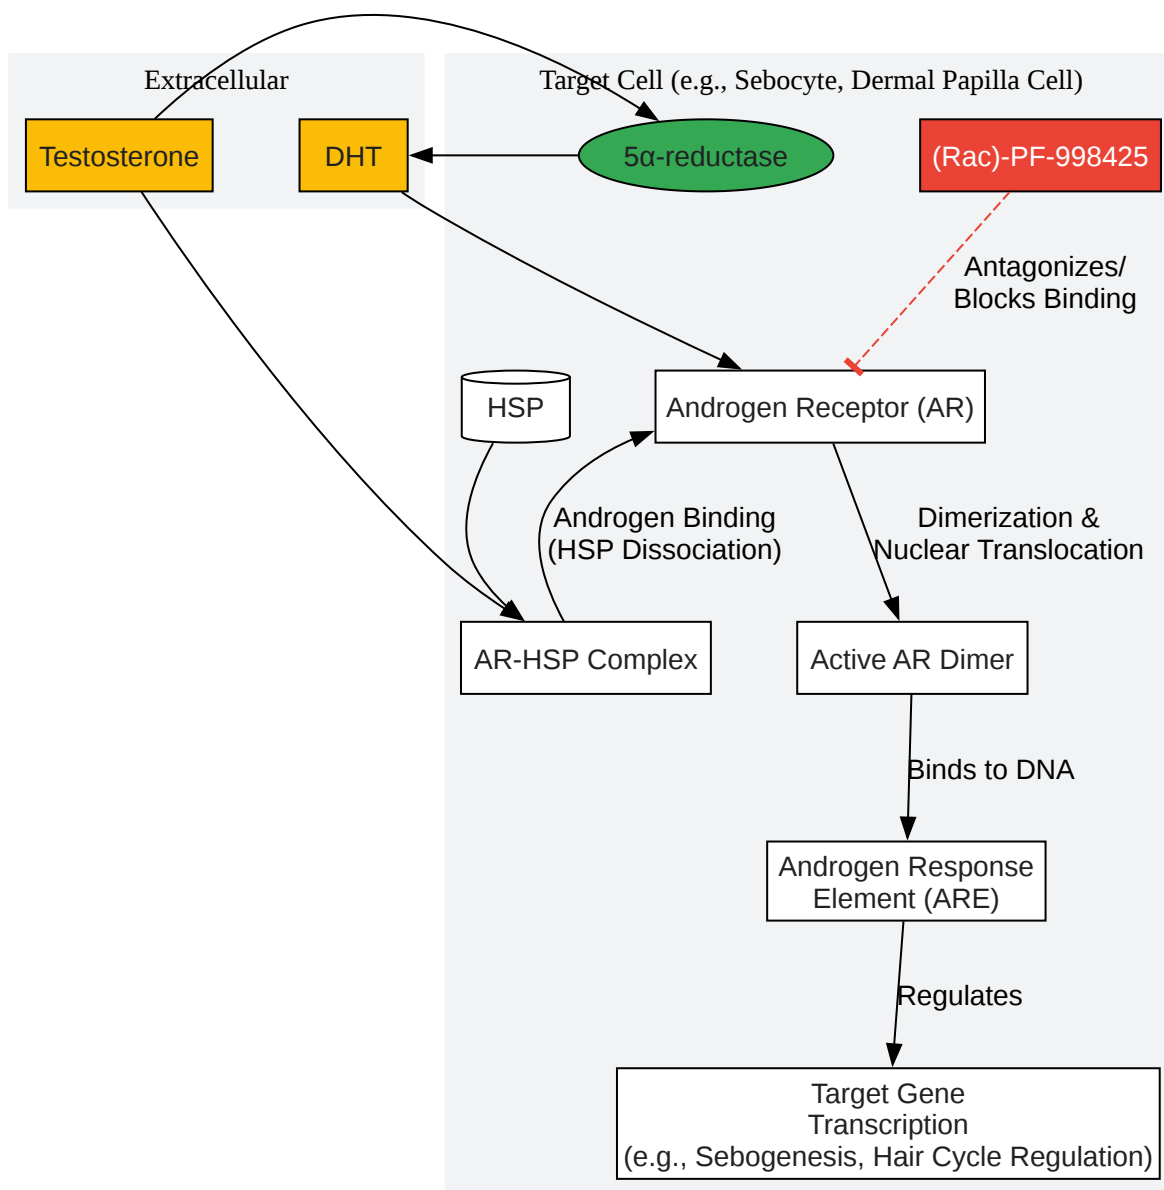 Extracellular
Target Cell (e.g., Sebocyte, Dermal Papilla Cell)
Testosterone
DHT
5α-reductase
(Rac)-PF-998425
Antagonizes/
Blocks Binding
HSP
Androgen Receptor (AR)
Androgen Binding
(HSP Dissociation)
Dimerization &
Nuclear Translocation
AR-HSP Complex
Active AR Dimer
Binds to DNA
Androgen Response
Element (ARE)
Regulates
Target Gene
Transcription
(e.g., Sebogenesis, Hair Cycle Regulation)